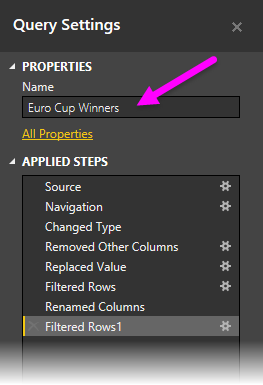 Query Settings
PROPERTIES
Name
Euro Cup Winners
All Properties
APPLIED STEPS
Source
Navigation
Changed Type
Removed Other Columns
Replaced Value
Filtered Rows
Renamed Columns
Filtered Rows1